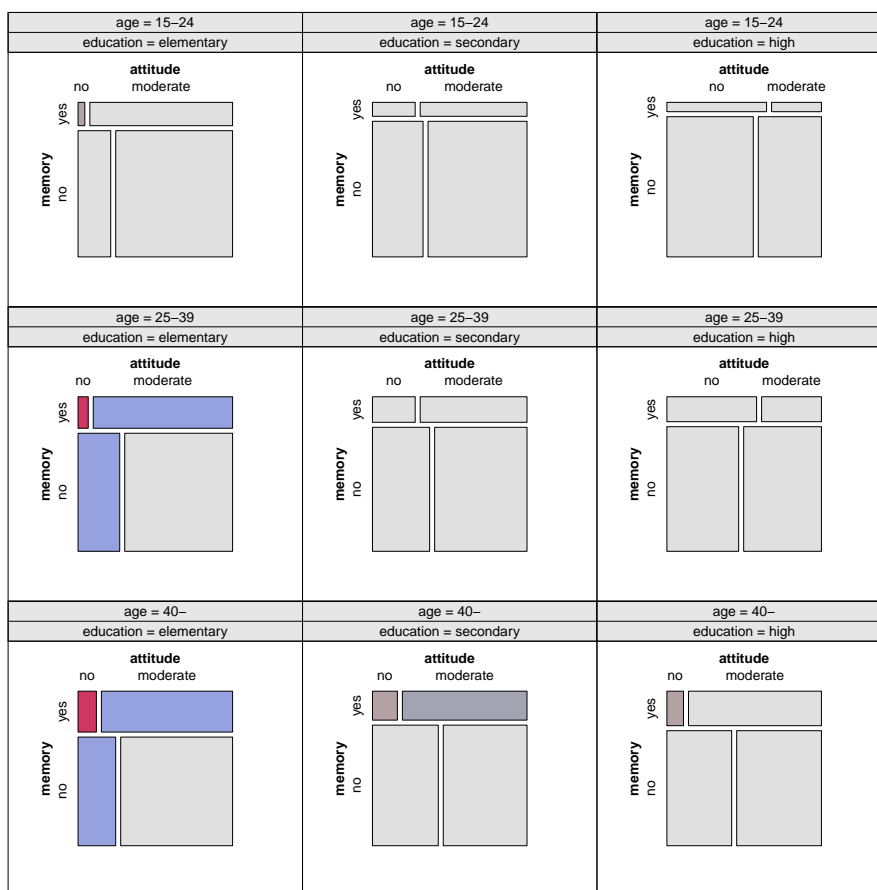 age = 15−24
education = elementary
attitude
no moderate
memory
yes
no
age = 15−24
education = secondary
attitude
no moderate
memory
yes
no
age = 15−24
education = high
attitude
no moderate
memory
yes
no
age = 25−39
education = elementary
attitude
no moderate
memory
yes
no
age = 25−39
education = secondary
attitude
no moderate
memory
yes
no
age = 25−39
education = high
attitude
no moderate
memory
yes
no
age = 40−
education = elementary
attitude
no moderate
memory
yes
no
age = 40−
education = secondary
attitude
no moderate
memory
yes
no
age = 40−
education = high
attitude
no moderate
memory
yes
no